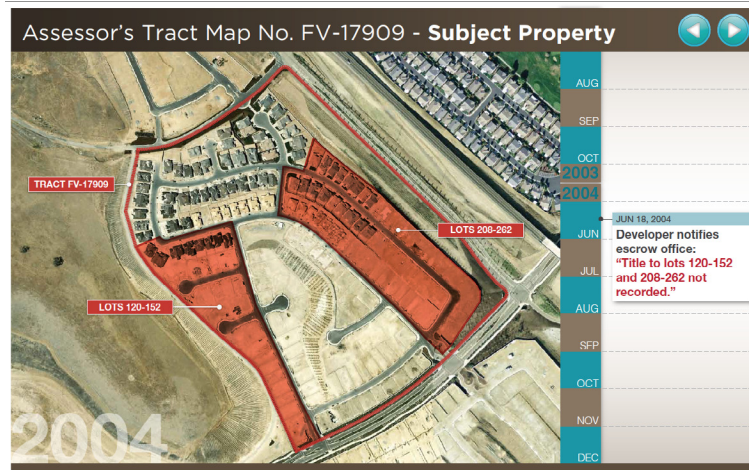 Assessor's Tract Map No. FV-17909 - Subject Property
TRACT FV-17909
LOTS 208-262
LOTS 120-152
2004
AUG
SEP
OCT
2003
2004
JUN
JUL
AUG
SEP
OCT
NOV
DEC
JUN 18, 2004
Developer notifies
escrow office:
“Title to lots 120-152
and 208-262 not
recorded.”